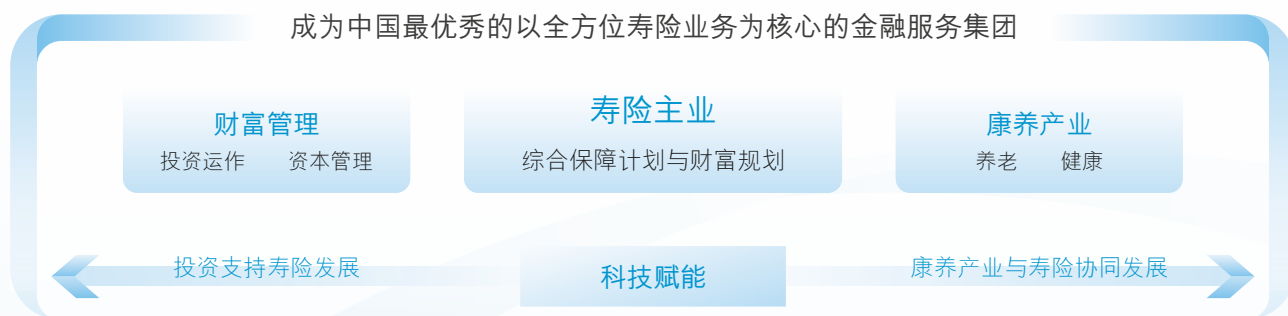 成为中国最优秀的以全方位寿险业务为核心的金融服务集团
财富管理
投资运作 资本管理
寿险主业
综合保障计划与财富规划
康养产业
养老 健康
投资支持寿险发展
科技赋能
康养产业与寿险协同发展